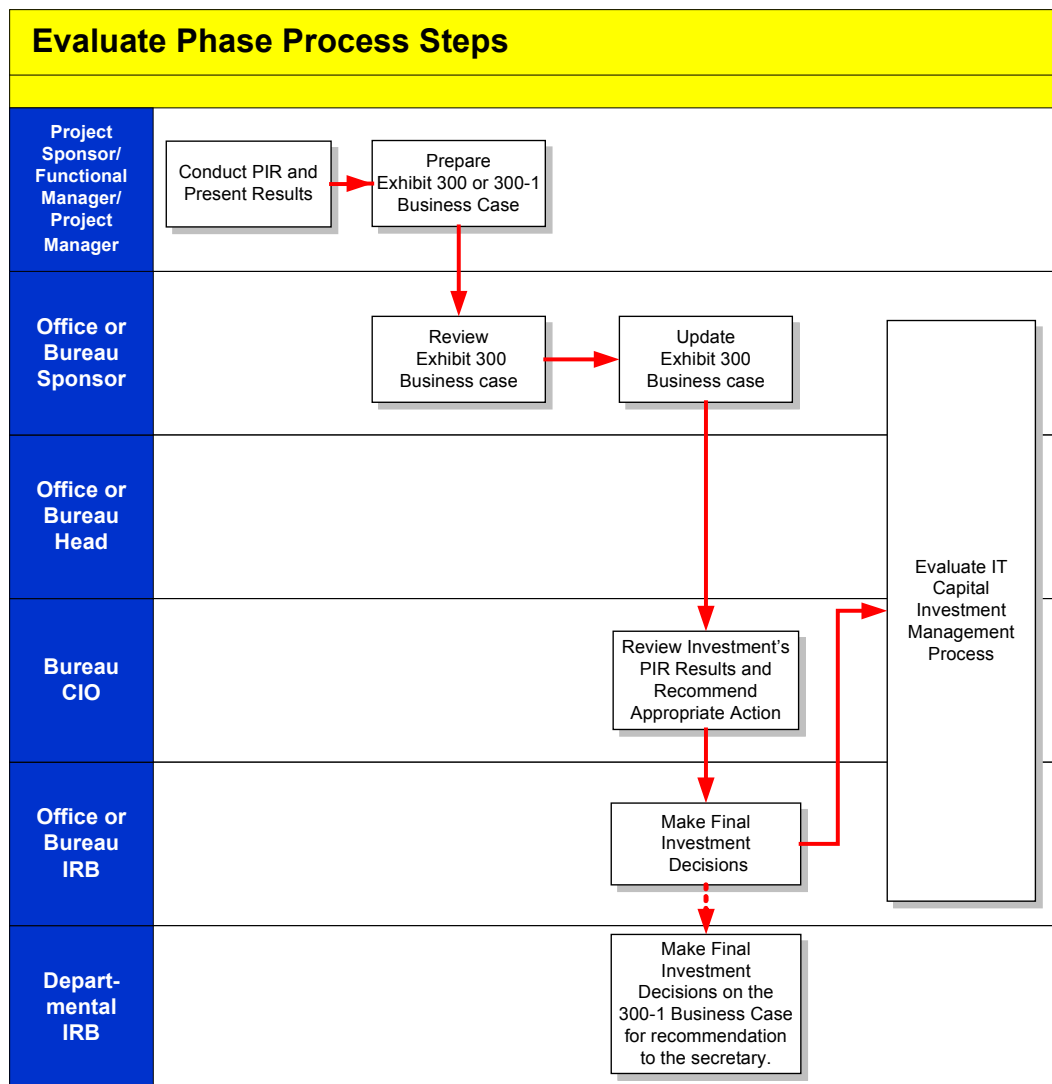 Evaluate Phase Process Steps
Project
Sponsor/
Functional
Manager/
Project
Manager
Conduct PIR and
Present Results
Prepare
Exhibit 300 or 300-1
Business Case
Office or
Bureau
Sponsor
Review
Exhibit 300
Business case
Update
Exhibit 300
Business case
Office or
Bureau
Head
Evaluate IT
Capital
Investment
Management
Process
Bureau
CIO
Review Investment's
PIR Results and
Recommend
Appropriate Action
Office or
Bureau
IRB
Make Final
Investment
Decisions
Depart-
mental
IRB
Make Final
Investment
Decisions on the
300-1 Business Case
for recommendation
to the secretary.